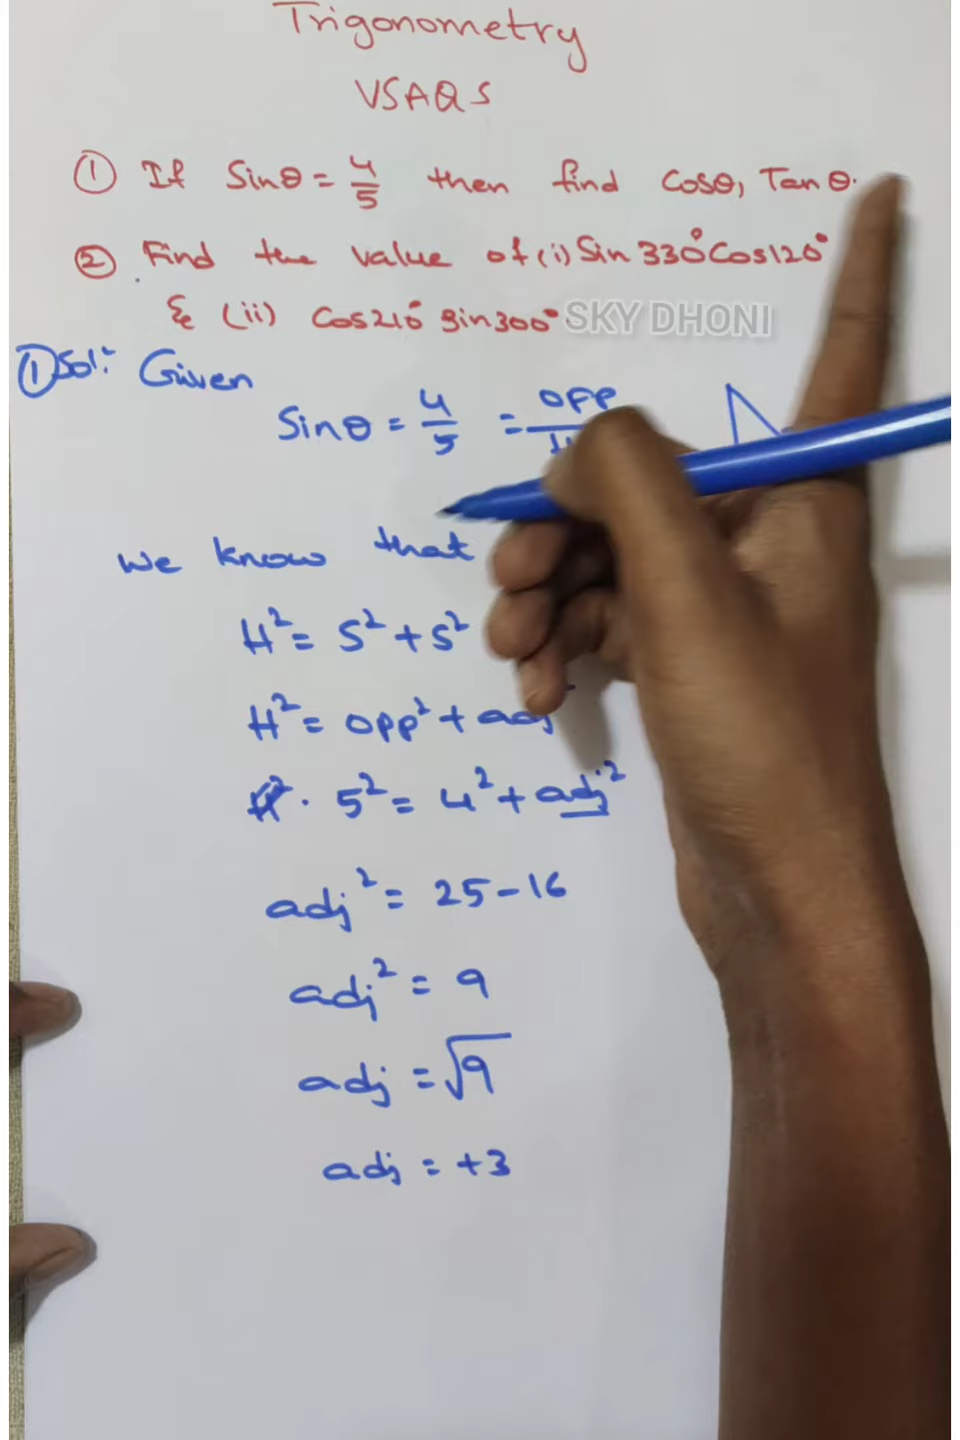 Trigonometry
VSAQS
① If Sinθ = 4/5 then find Cosθ, Tanθ.
② Find the value of (i) Sin 330° Cos120°
& (ii) Cos210° Sin300°.
SKY DHONI
① Sol: Given
Sinθ = 4/5 = opp
We know that
H² = S² + S²
H² = opp² + adj
5² = 4² + adj²
adj² = 25 - 16
adj² = 9
adj = √9
adj = +3